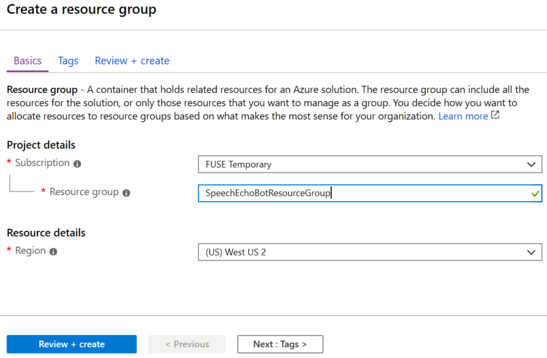 Create a resource group
Basics Tags Review + create
Resource group - A container that holds related resources for an Azure solution. The resource group can include all the
resources for the solution, or only those resources that you want to manage as a group. You decide how you want to
allocate resources to resource groups based on what makes the most sense for your organization. Learn more
Project details
* Subscription FUSE Temporary
* Resource group SpeechEchoBotResourceGroup
Resource details
* Region (US) West US 2
Review + create < Previous Next : Tags >